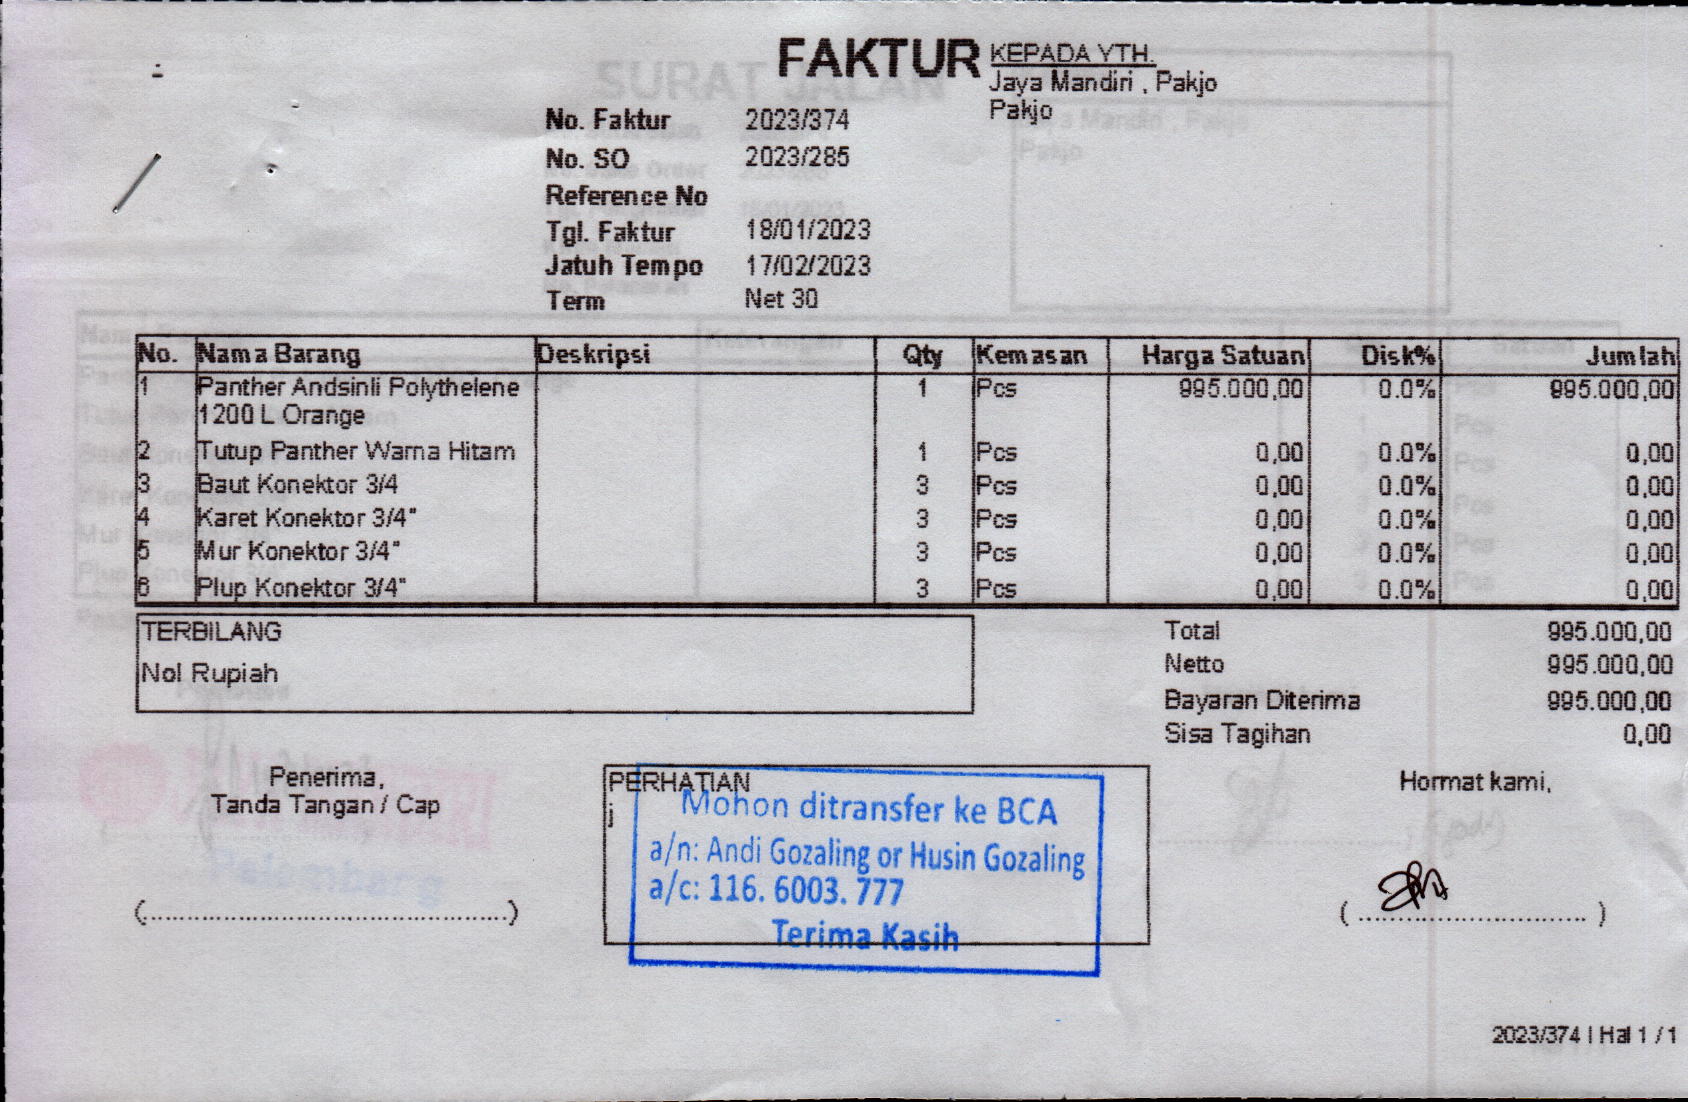 FAKTUR
KEPADA YTH.
Jaya Mandiri , Pakjo
Pakjo
No. Faktur 2023/374
No. SO 2023/285
Reference No
Tgl. Faktur 18/01/2023
Jatuh Tempo 17/02/2023
Term Net 30
No. Nama Barang Deskripsi Qty Kemasan Harga Satuan Disk% Jumlah
1 Panther Andsinli Polythelene 1 Pcs 995.000,00 0.0% 995.000,00
1200 L Orange
2 Tutup Panther Warna Hitam 1 Pcs 0,00 0.0% 0,00
3 Baut Konektor 3/4 3 Pcs 0,00 0.0% 0,00
4 Karet Konektor 3/4" 3 Pcs 0,00 0.0% 0,00
5 Mur Konektor 3/4" 3 Pcs 0,00 0.0% 0,00
6 Plup Konektor 3/4" 3 Pcs 0,00 0.0% 0,00
TERBILANG
Nol Rupiah
Total 995.000,00
Netto 995.000,00
Bayaran Diterima 995.000,00
Sisa Tagihan 0,00
Penerima,
Tanda Tangan / Cap
(................................................)
PERHATIAN
j
Mohon ditransfer ke BCA
a/n: Andi Gozaling or Husin Gozaling
a/c: 116. 6003. 777
Terima Kasih
Hormat kami,
( .............................. )
2023/374 | Hal 1 / 1
SURAT JALAN
Palembang